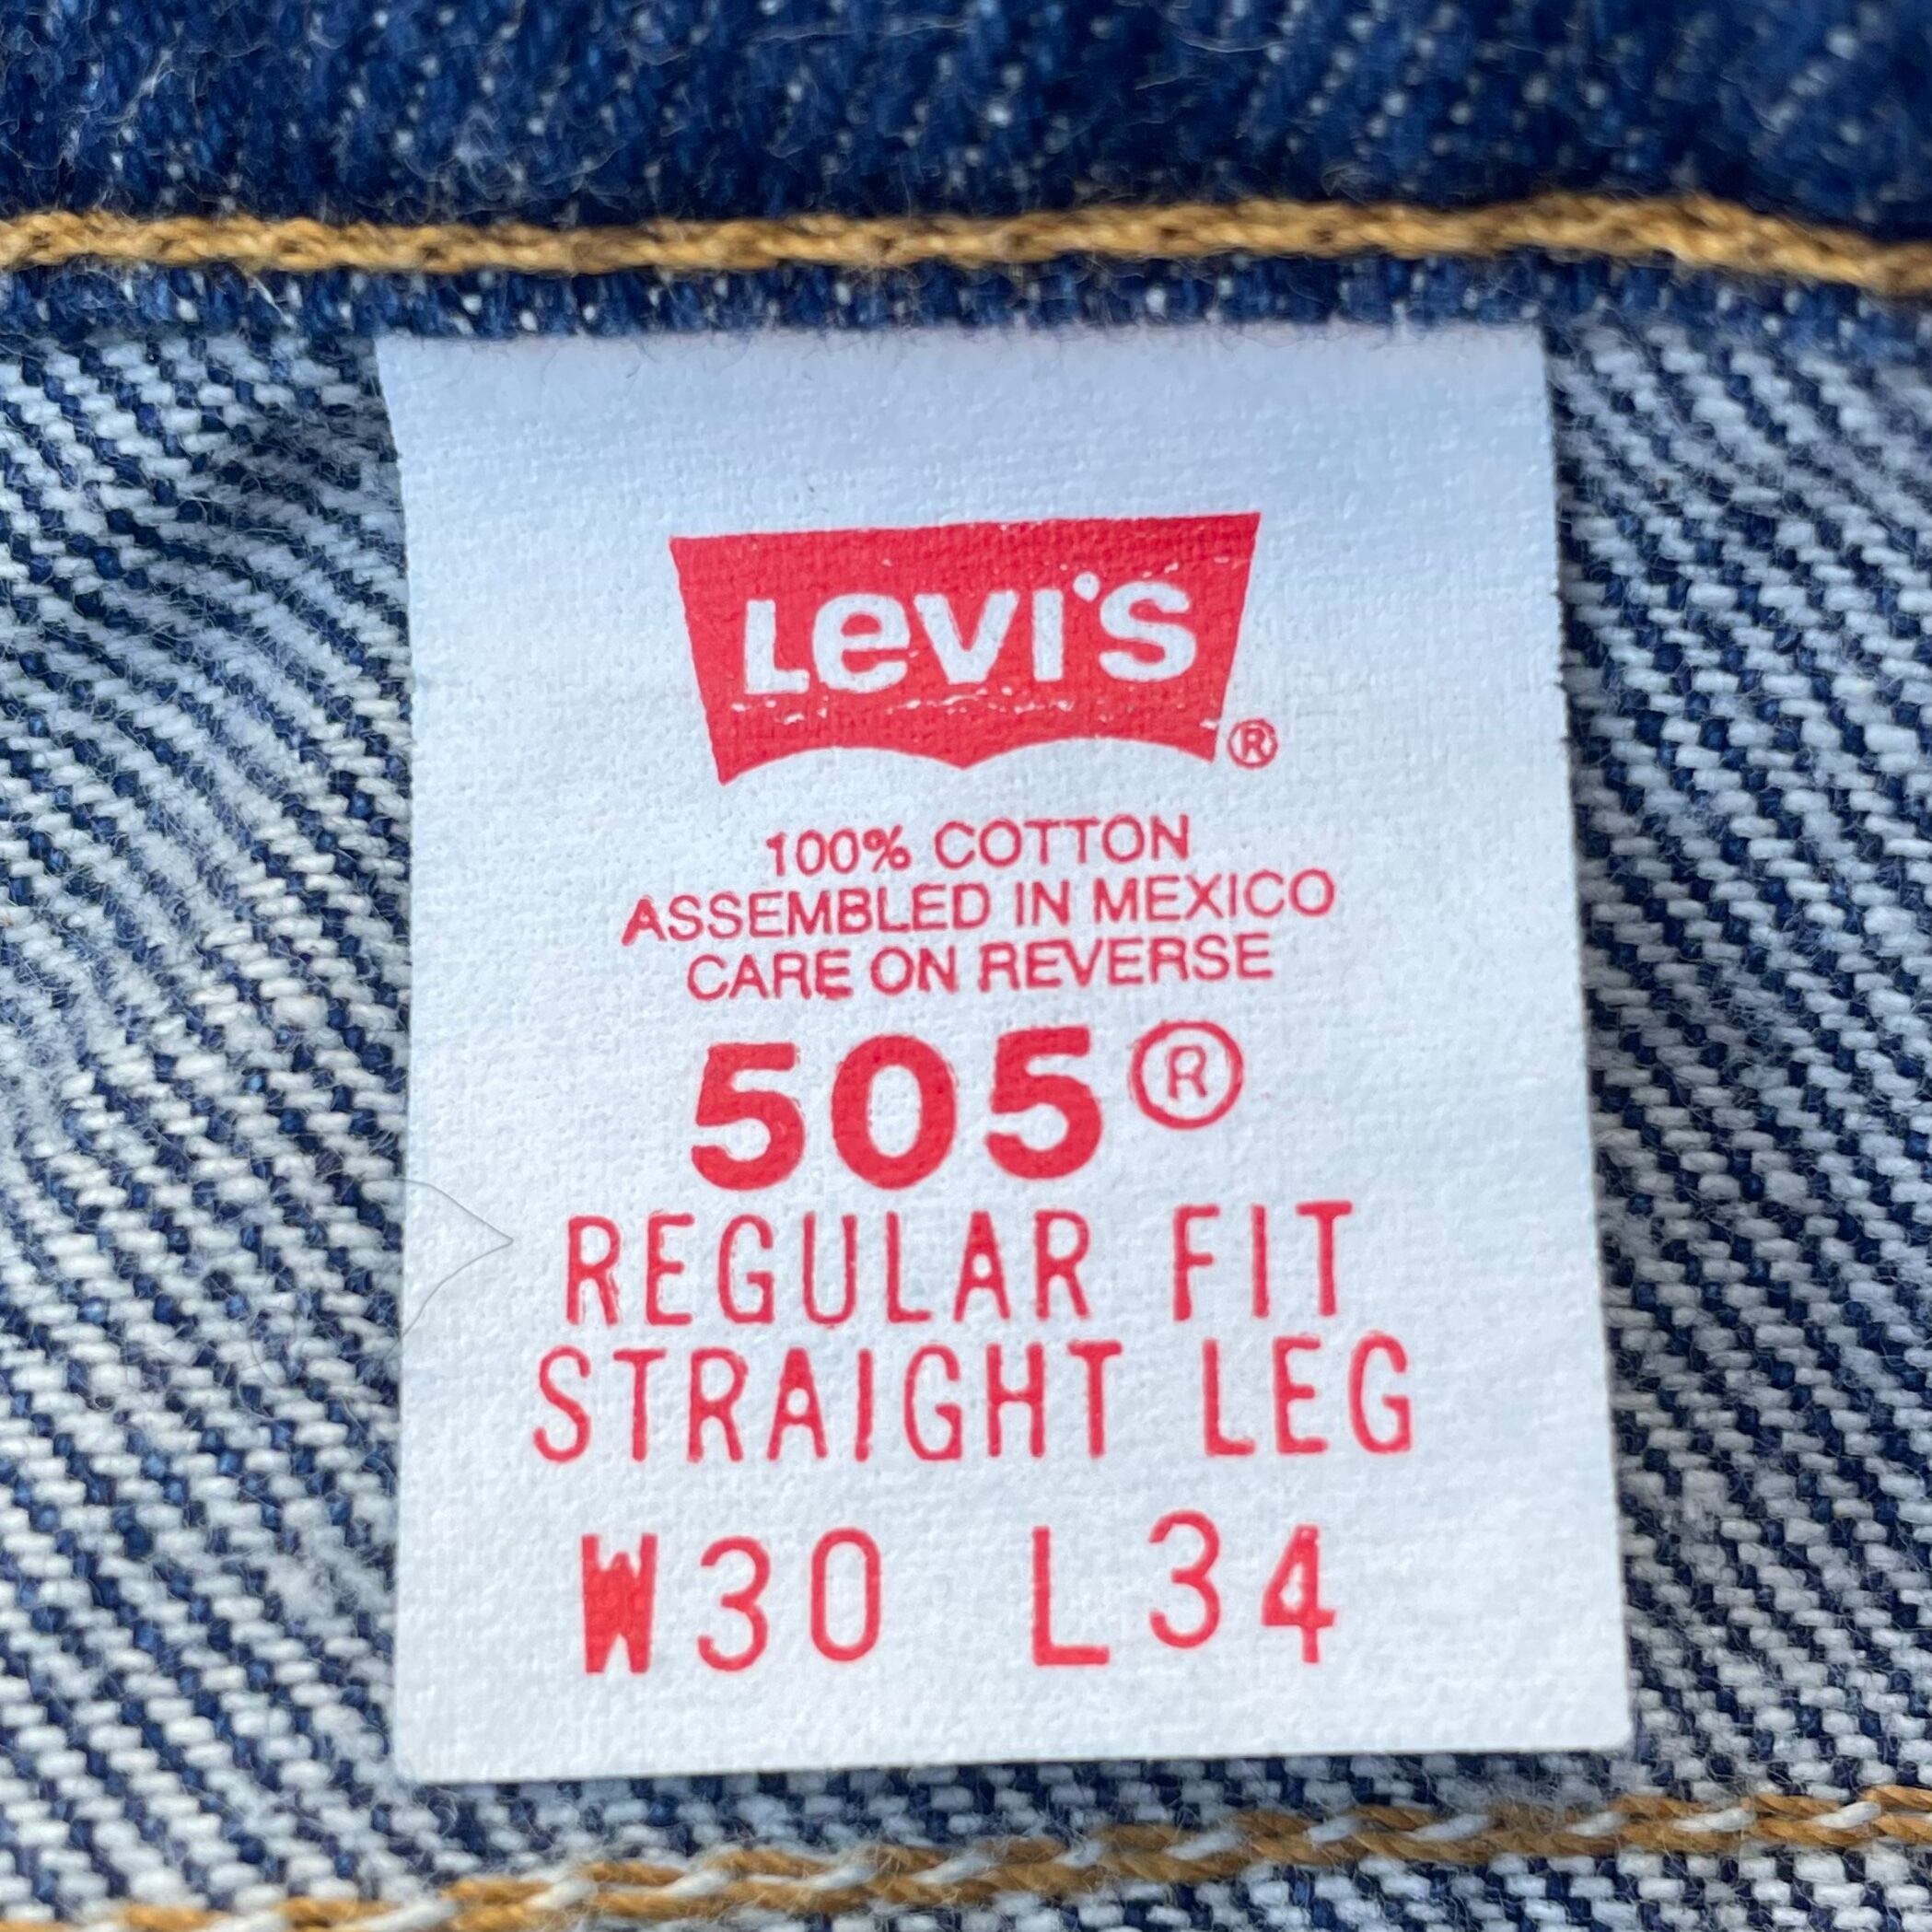 Levi's®
100% COTTON
ASSEMBLED IN MEXICO
CARE ON REVERSE
505®
REGULAR FIT
STRAIGHT LEG
W30 L34